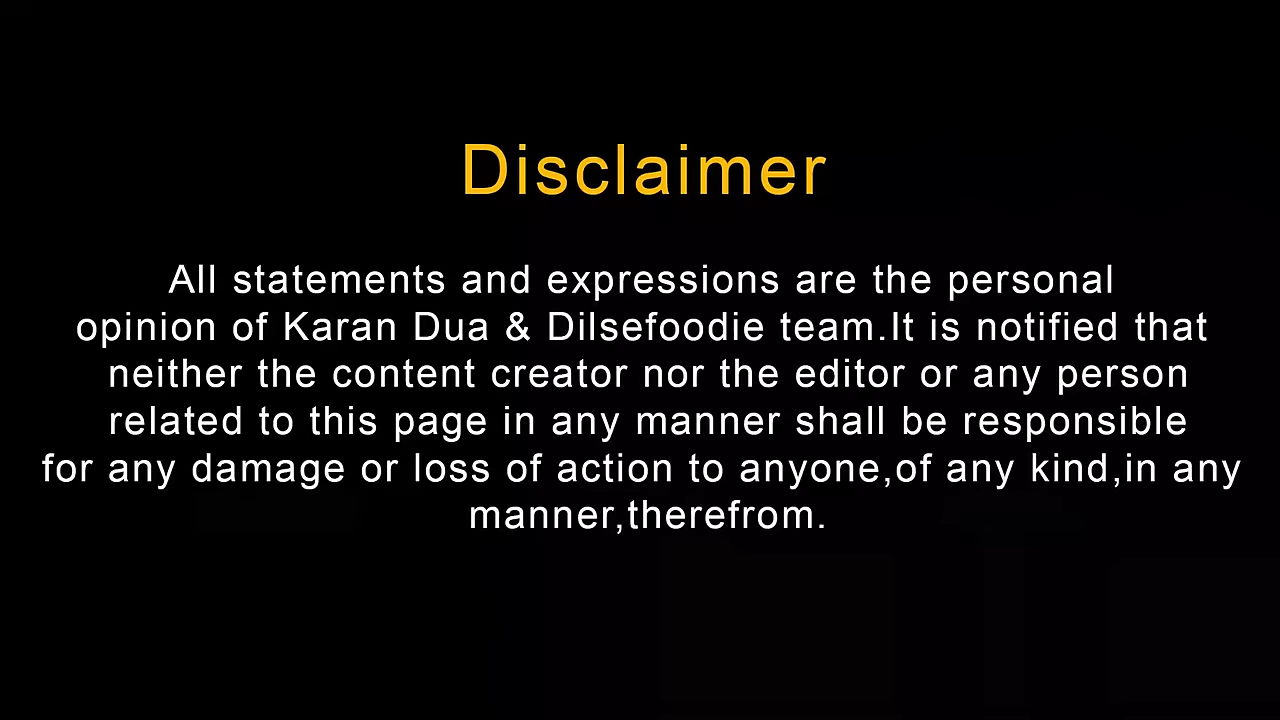 Disclaimer
All statements and expressions are the personal
opinion of Karan Dua & Dilsefoodie team.It is notified that
neither the content creator nor the editor or any person
related to this page in any manner shall be responsible
for any damage or loss of action to anyone,of any kind,in any
manner,therefrom.